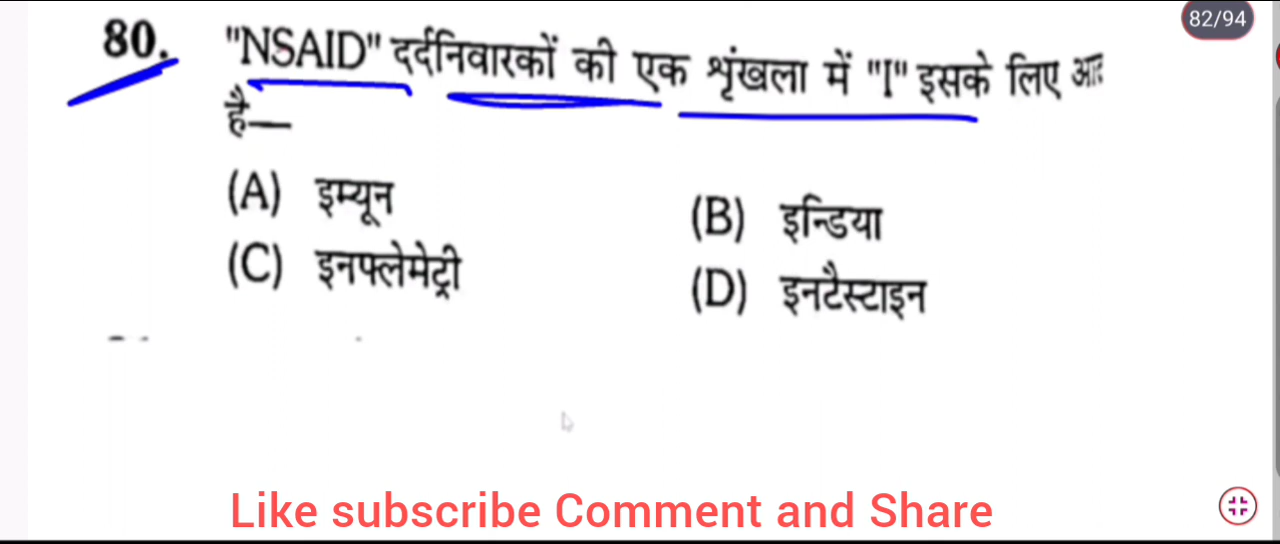 82/94
80. "NSAID" दर्दनिवारकों की एक श्रृंखला में "I" इसके लिए
है—
(A) इम्यून (B) इन्डिया
(C) इनफ्लेमेट्री (D) इनटैस्टाइन
Like subscribe Comment and Share